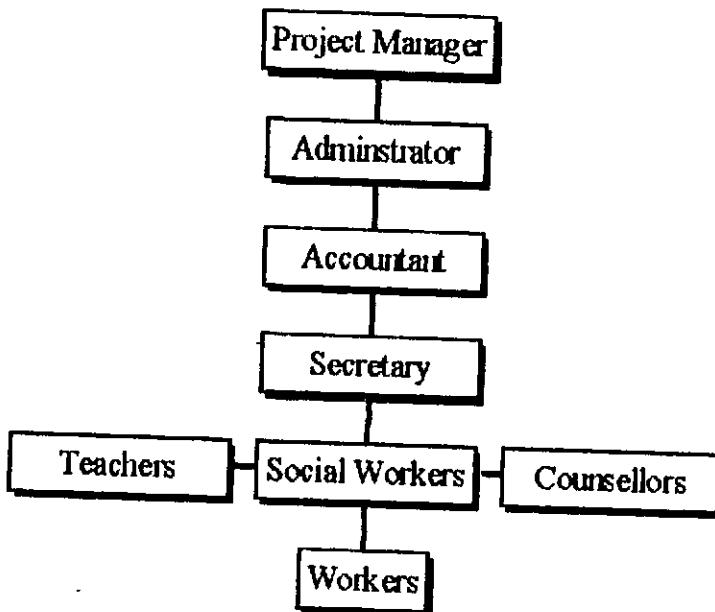 Project Manager
Adminstrator
Accountant
Secretary
Teachers
Social Workers
Counsellors
Workers